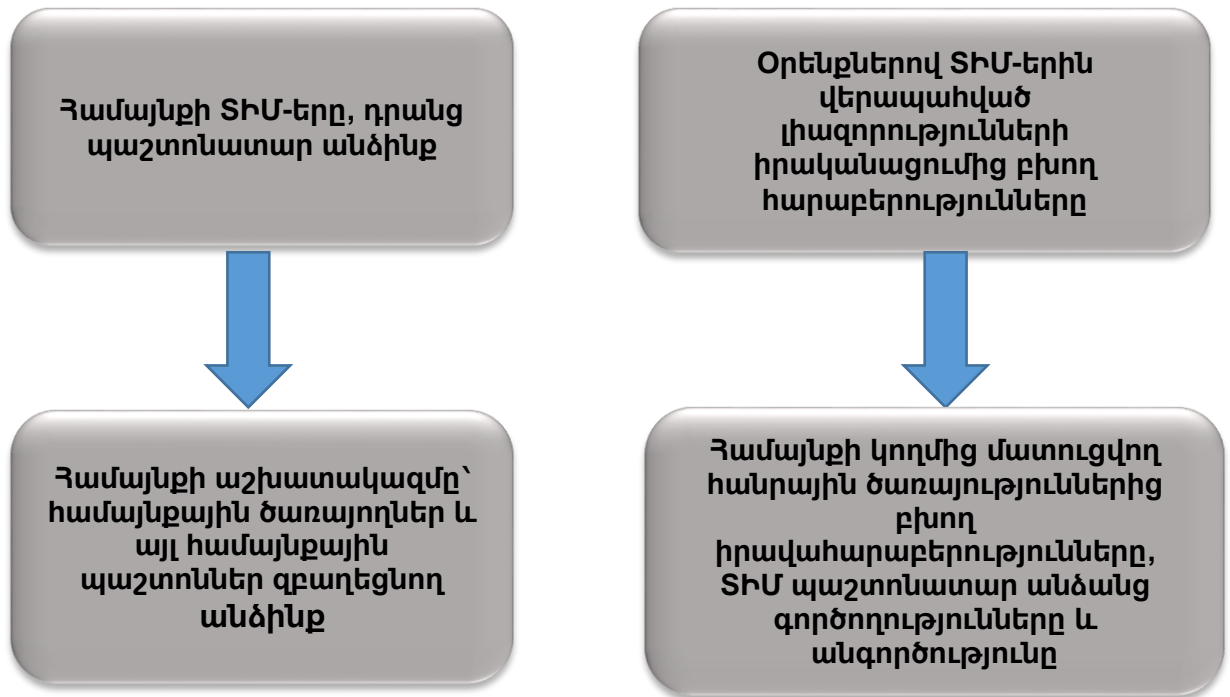 Համայնքի ՏԻՄ-երը, դրանց
պաշտոնատար անձինք
Համայնքի աշխատակազմը՝
համայնքային ծառայողներ և
այլ համայնքային
պաշտոններ զբաղեցնող
անձինք
Օրենքներով ՏԻՄ-երին
վերապահված
լիազորությունների
իրականացումից բխող
հարաբերությունները
Համայնքի կողմից մատուցվող
հանրային ծառայություններից
բխող
իրավահարաբերությունները,
ՏԻՄ պաշտոնատար անձանց
գործողությունները և
անգործությունը